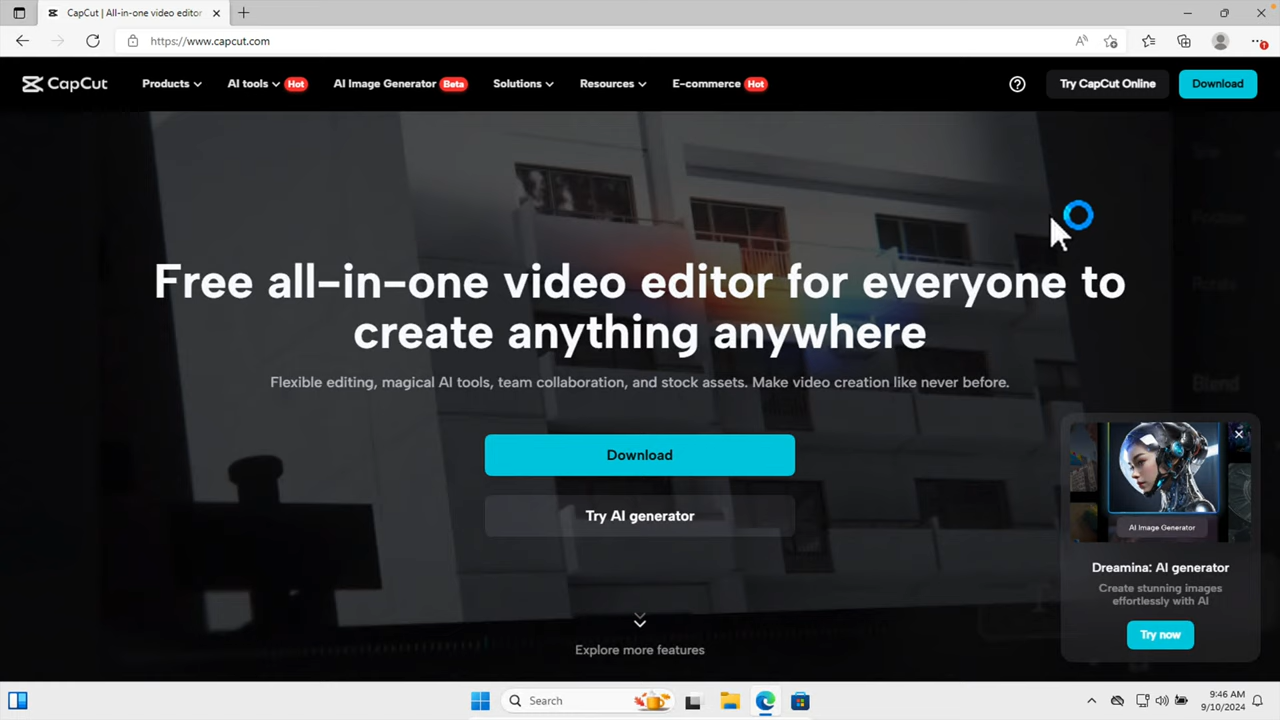 CapCut | All-in-one video editor
https://www.capcut.com
CapCut
Products
AI tools Hot
AI Image Generator Beta
Solutions
Resources
E-commerce Hot
Try CapCut Online
Download
Free all-in-one video editor for everyone to
create anything anywhere
Flexible editing, magical AI tools, team collaboration, and stock assets. Make video creation like never before.
Blend
Download
Try AI generator
Explore more features
AI Image Generator
Dreamina: AI generator
Create stunning images
effortlessly with AI
Try now
Search
9:46 AM
9/10/2024